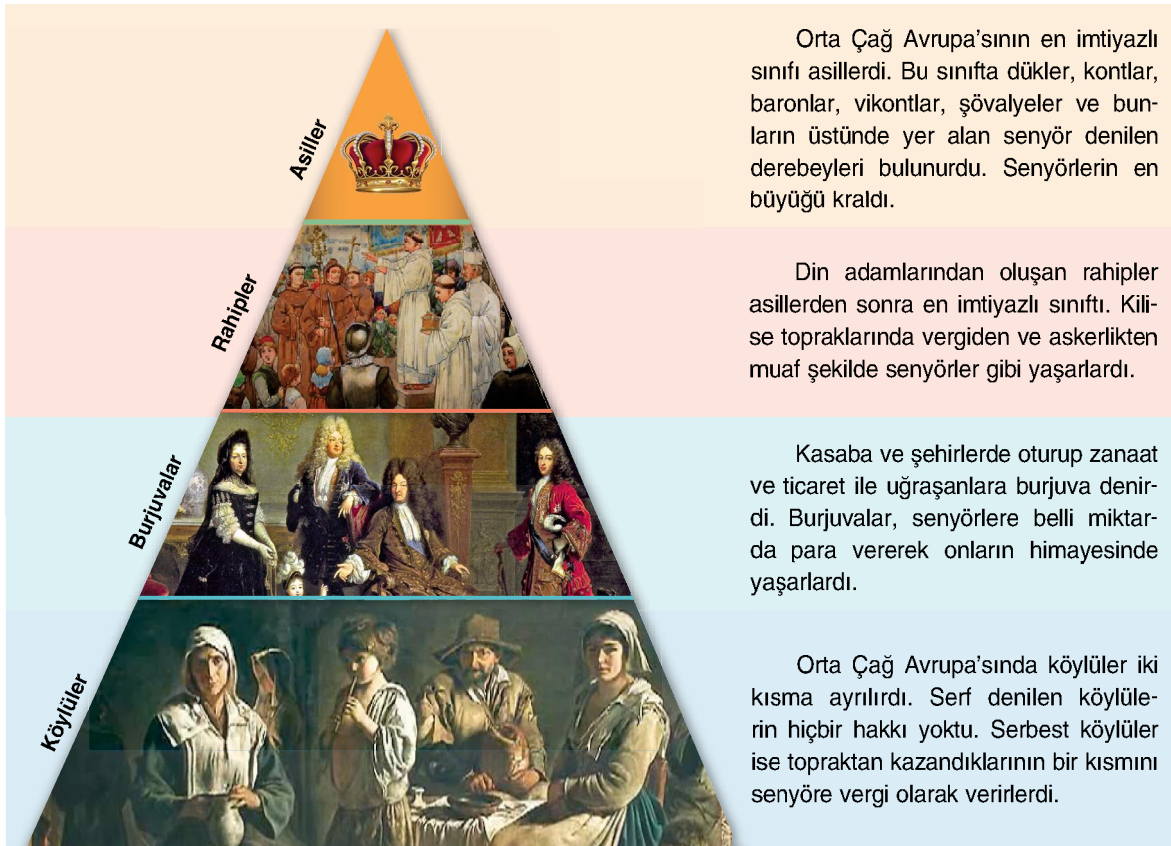 Asiller
Orta Çağ Avrupa’sının en imtiyazlı
sınıfı asillerdi. Bu sınıfta dükler, kontlar,
baronlar, vikontlar, şövalyeler ve bun-
ların üstünde yer alan senyör denilen
derebeyleri bulunurdu. Senyörlerin en
büyüğü kraldı.
Rahipler
Din adamlarından oluşan rahipler
asillerden sonra en imtiyazlı sınıftı. Kili-
se topraklarında vergiden ve askerlikten
muaf şekilde senyörler gibi yaşarlardı.
Burjuvalar
Kasaba ve şehirlerde oturup zanaat
ve ticaret ile uğraşanlara burjuva denir-
di. Burjuvalar, senyörlere belli miktar-
da para vererek onların himayesinde
yaşarlardı.
Köylüler
Orta Çağ Avrupa’sında köylüler iki
kısma ayrılırdı. Serf denilen köylüle-
rin hiçbir hakkı yoktu. Serbest köylüler
ise topraktan kazandıklarının bir kısmını
senyöre vergi olarak verirlerdi.